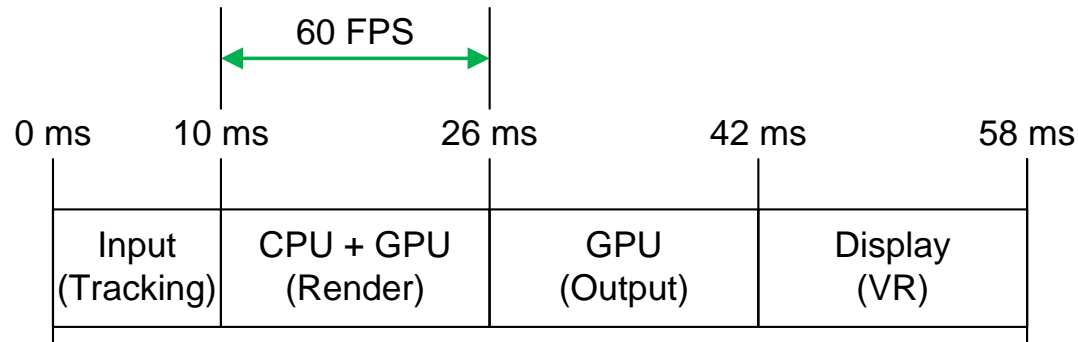 60 FPS
0 ms 10 ms 26 ms 42 ms 58 ms
Input CPU + GPU GPU Display
(Tracking) (Render) (Output) (VR)